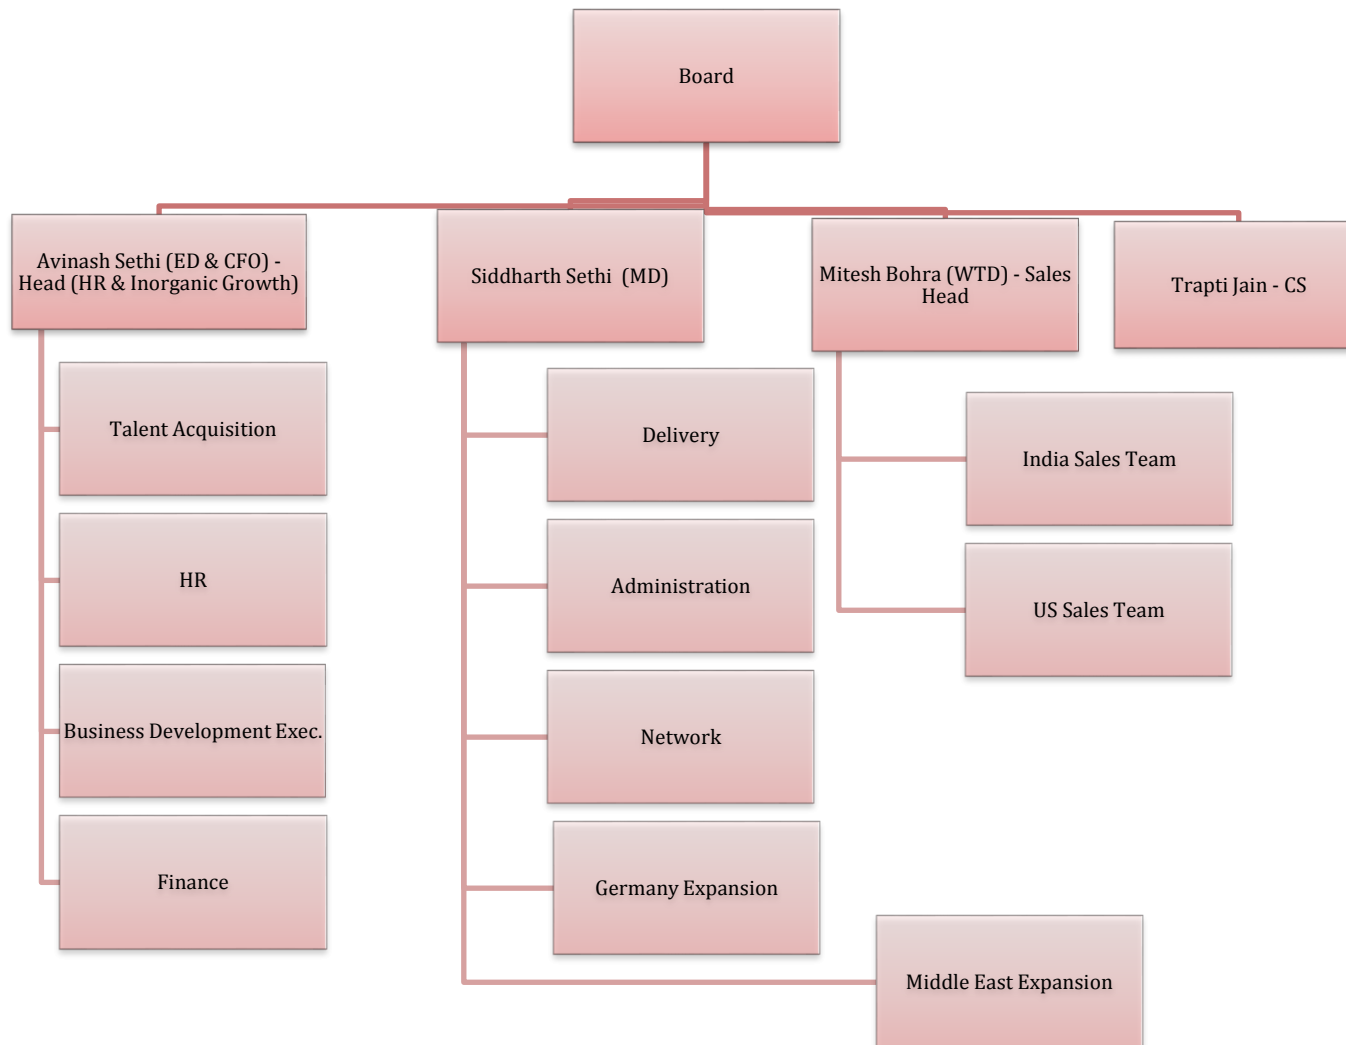 Board
Avinash Sethi (ED & CFO) -
Head (HR & Inorganic Growth)
Siddharth Sethi (MD)
Mitesh Bohra (WTD) - Sales
Head
Trapti Jain - CS
Talent Acquisition
HR
Business Development Exec.
Finance
Delivery
Administration
Network
Germany Expansion
Middle East Expansion
India Sales Team
US Sales Team